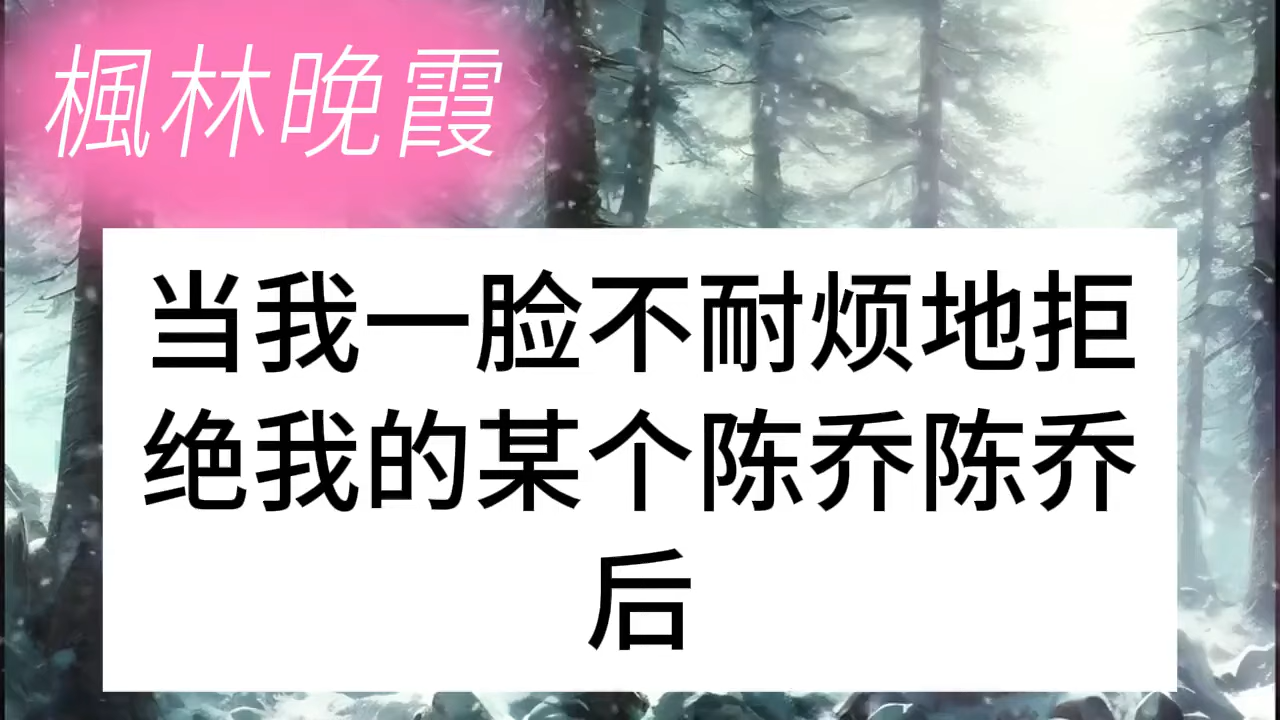 楓林晚霞
当我一脸不耐烦地拒
绝我的某个陈乔陈乔
后